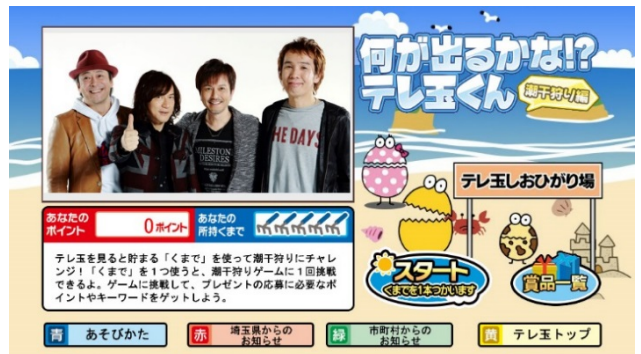 何が出るかな!?
テレ玉くん
潮干狩り編
MILESTONE
DESIRES
THE DAYS
テレ玉しおひがり場
あなたの
ポイント
0ポイント
あなたの
所持くまで
テレ玉を見ると貯まる「くまで」を使って潮干狩りにチャレ
ンジ!「くまで」を1つ使うと、潮干狩りゲームに1回挑戦
できるよ。ゲームに挑戦して、プレゼントの応募に必要なポ
イントやキーワードをゲットしよう。
スタート
くまでを1本つかいます
賞品一覧
青 あそびかた
赤 埼玉県からの
お知らせ
緑 市町村からの
お知らせ
黄 テレ玉トップ